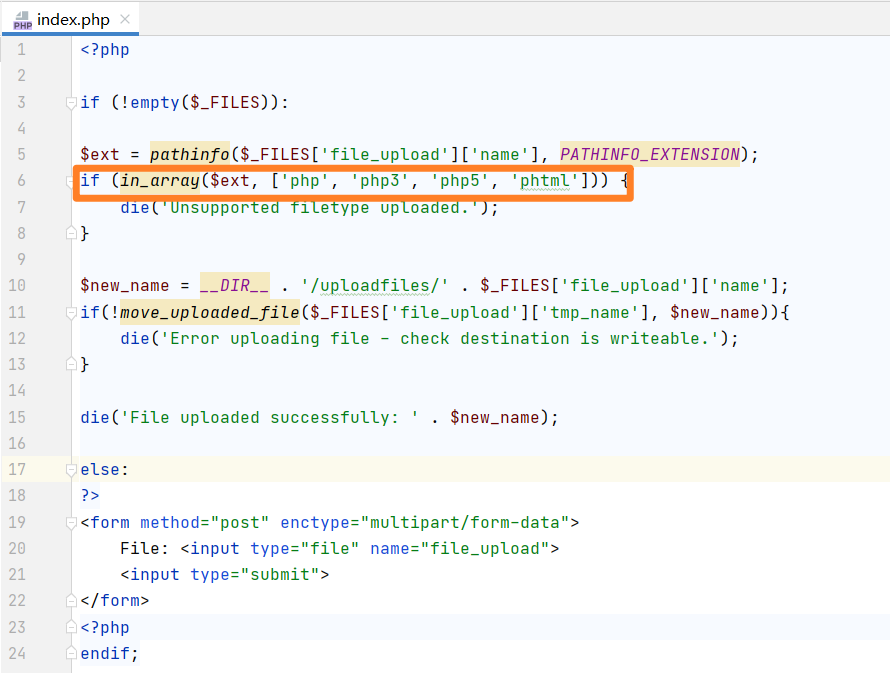 PHP index.php
1 <?php
2
3 if (!empty($_FILES)):
4
5 $ext = pathinfo($_FILES['file_upload']['name'], PATHINFO_EXTENSION);
6 if (in_array($ext, ['php', 'php3', 'php5', 'phtml'])) {
7 die('Unsupported filetype uploaded.');
8 }
9
10 $new_name = __DIR__ . '/uploadfiles/' . $_FILES['file_upload']['name'];
11 if(!move_uploaded_file($_FILES['file_upload']['tmp_name'], $new_name)){
12 die('Error uploading file - check destination is writeable.');
13 }
14
15 die('File uploaded successfully: ' . $new_name);
16
17 else:
18 ?>
19 <form method="post" enctype="multipart/form-data">
20 File: <input type="file" name="file_upload">
21 <input type="submit">
22 </form>
23 <?php
24 endif;